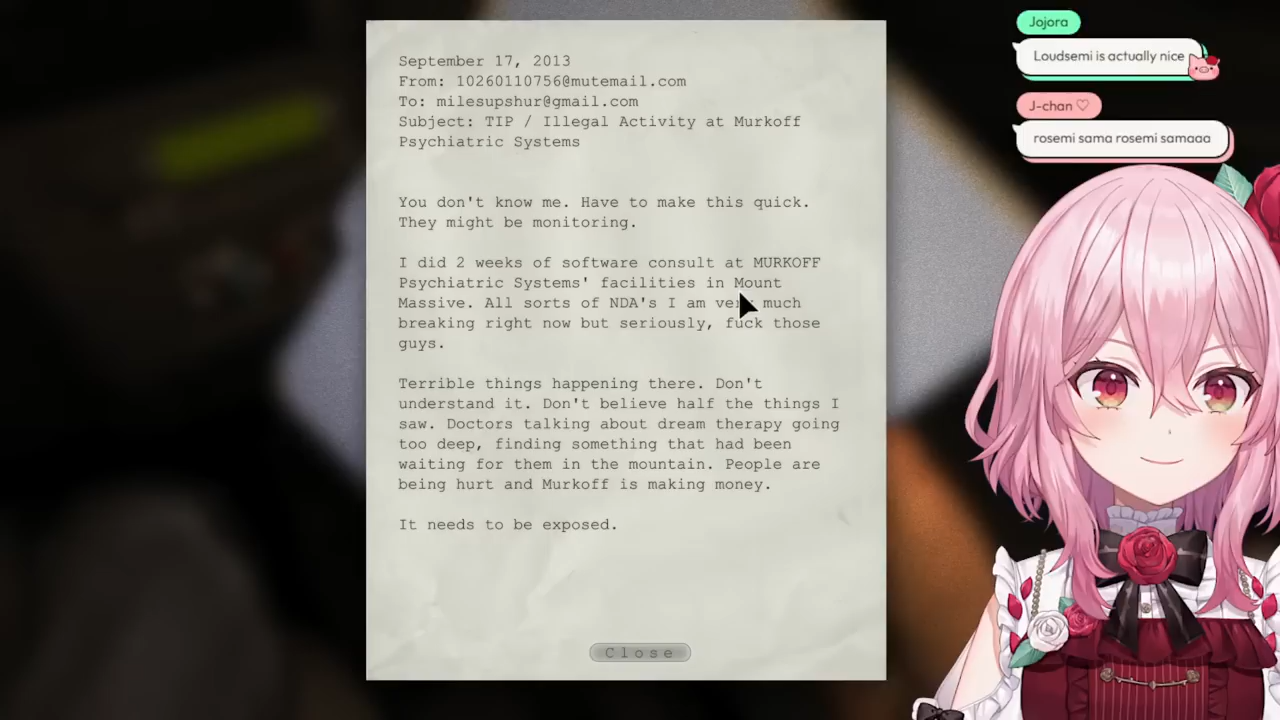 September 17, 2013
From: 10260110756@mutemail.com
To: milesupshur@gmail.com
Subject: TIP / Illegal Activity at Murkoff
Psychiatric Systems
You don't know me. Have to make this quick.
They might be monitoring.
I did 2 weeks of software consult at MURKOFF
Psychiatric Systems' facilities in Mount
Massive. All sorts of NDA's I am very much
breaking right now but seriously, fuck those
guys.
Terrible things happening there. Don't
understand it. Don't believe half the things I
saw. Doctors talking about dream therapy going
too deep, finding something that had been
waiting for them in the mountain. People are
being hurt and Murkoff is making money.
It needs to be exposed.
Close
Jojora
Loudsemi is actually nice
J-chan ♡
rosemi sama rosemi samaaa